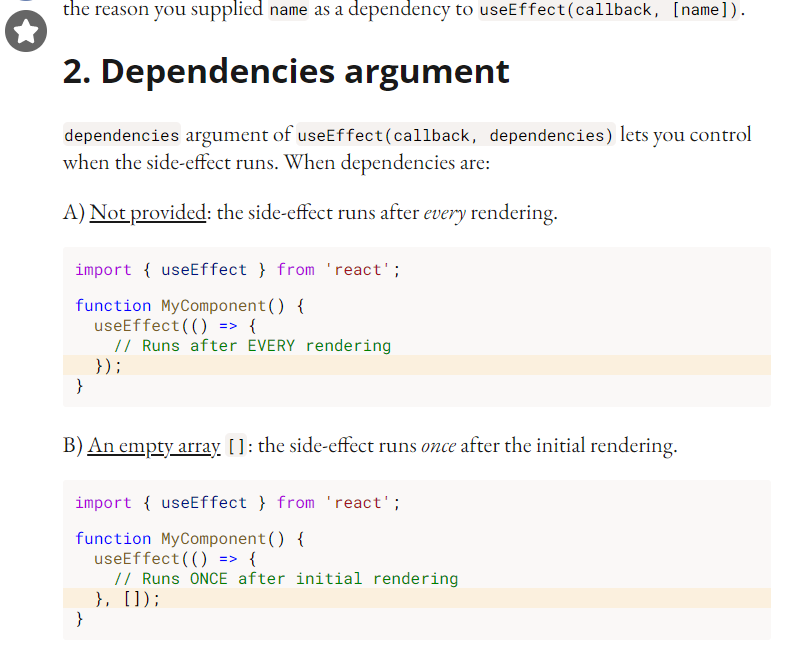 the reason you supplied name as a dependency to useEffect(callback, [name]).
2. Dependencies argument
dependencies argument of useEffect(callback, dependencies) lets you control
when the side-effect runs. When dependencies are:
A) Not provided: the side-effect runs after every rendering.
import { useEffect } from 'react';
function MyComponent() {
  useEffect(() => {
    // Runs after EVERY rendering
  });
}
B) An empty array []: the side-effect runs once after the initial rendering.
import { useEffect } from 'react';
function MyComponent() {
  useEffect(() => {
    // Runs ONCE after initial rendering
  }, []);
}